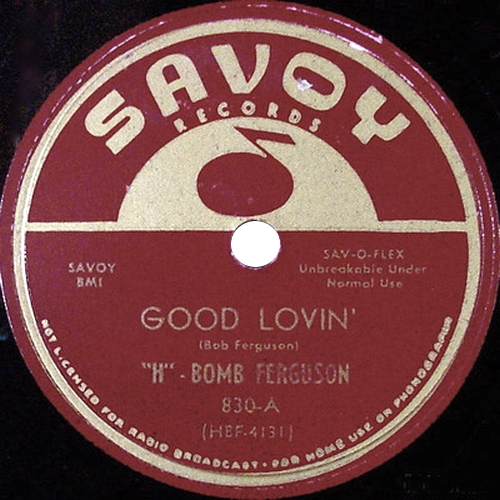 SAVOY
RECORDS
SAVOY
BMI
SAV-O-FLEX
Unbreakable Under
Normal Use
GOOD LOVIN'
(Bob Ferguson)
"H" - BOMB FERGUSON
830-A
(HBF-4131)
NOT LICENSED FOR RADIO BROADCAST • FOR HOME USE ON PHONOGRAPHS